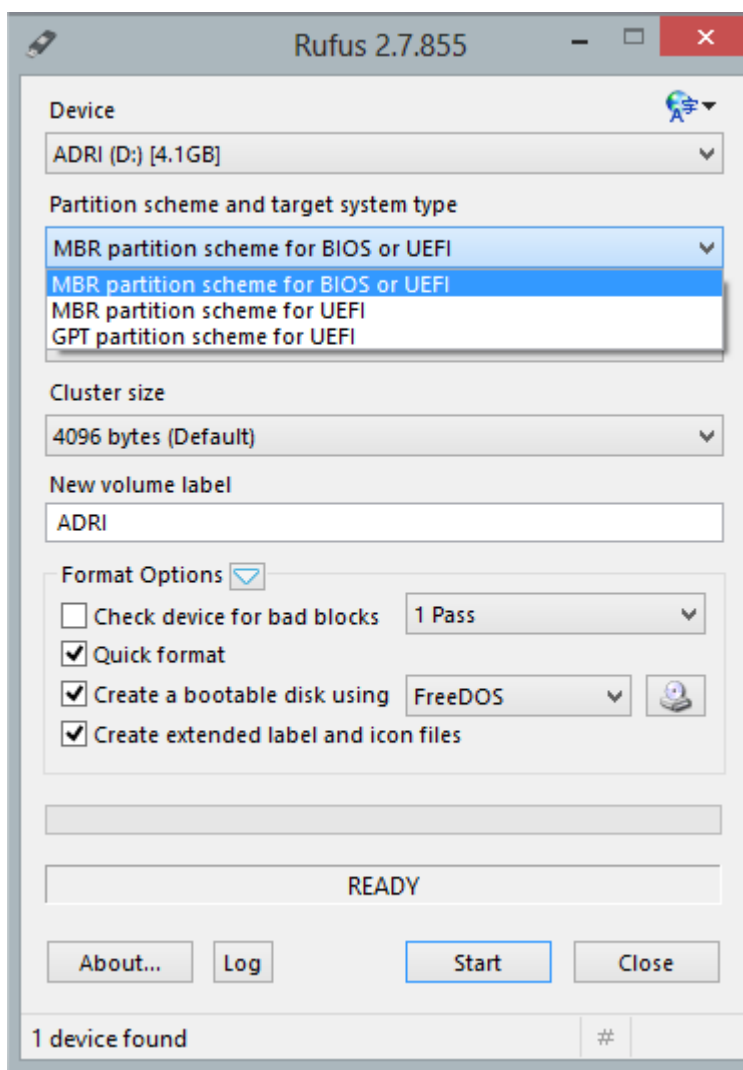 Rufus 2.7.855
Device
ADRI (D:) [4.1GB]
Partition scheme and target system type
MBR partition scheme for BIOS or UEFI
MBR partition scheme for BIOS or UEFI
MBR partition scheme for UEFI
GPT partition scheme for UEFI
Cluster size
4096 bytes (Default)
New volume label
ADRI
Format Options
Check device for bad blocks 1 Pass
Quick format
Create a bootable disk using FreeDOS
Create extended label and icon files
READY
About... Log Start Close
1 device found #